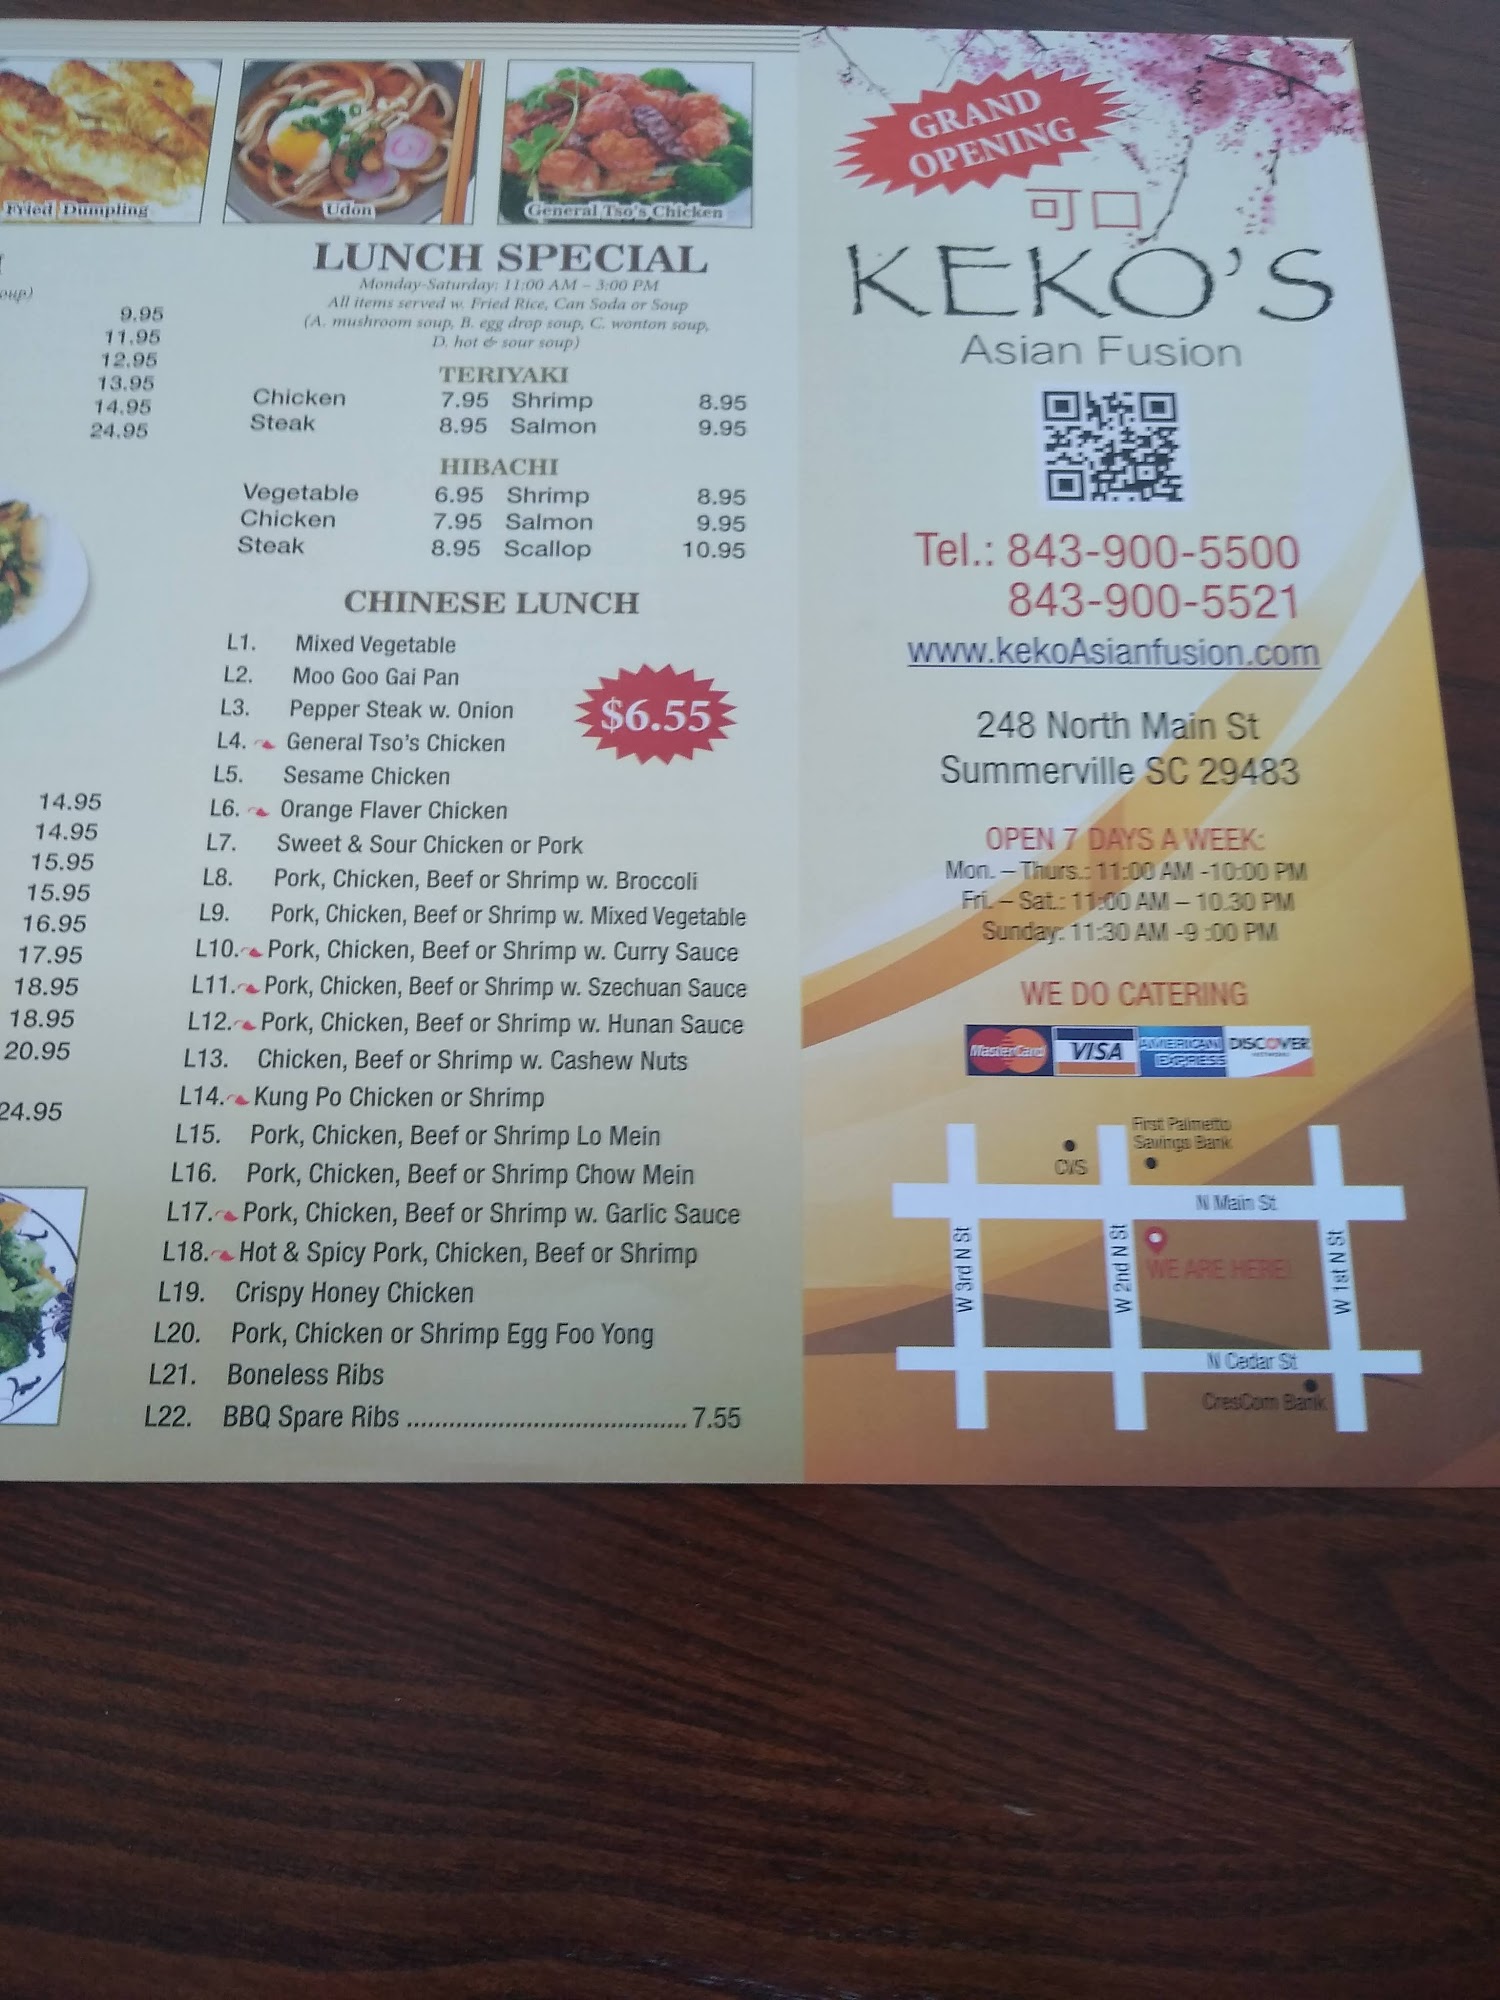 Fried Dumpling
Udon
General Tso's Chicken
oup)
9.95
11.95
12.95
13.95
14.95
24.95
14.95
14.95
15.95
15.95
16.95
17.95
18.95
18.95
20.95
24.95
LUNCH SPECIAL
Monday-Saturday: 11:00 AM – 3:00 PM
All items served w. Fried Rice, Can Soda or Soup
(A. mushroom soup, B. egg drop soup, C. wonton soup,
D. hot & sour soup)
TERIYAKI
Chicken 7.95 Shrimp 8.95
Steak 8.95 Salmon 9.95
HIBACHI
Vegetable 6.95 Shrimp 8.95
Chicken 7.95 Salmon 9.95
Steak 8.95 Scallop 10.95
CHINESE LUNCH
$6.55
L1. Mixed Vegetable
L2. Moo Goo Gai Pan
L3. Pepper Steak w. Onion
L4. General Tso's Chicken
L5. Sesame Chicken
L6. Orange Flaver Chicken
L7. Sweet & Sour Chicken or Pork
L8. Pork, Chicken, Beef or Shrimp w. Broccoli
L9. Pork, Chicken, Beef or Shrimp w. Mixed Vegetable
L10. Pork, Chicken, Beef or Shrimp w. Curry Sauce
L11. Pork, Chicken, Beef or Shrimp w. Szechuan Sauce
L12. Pork, Chicken, Beef or Shrimp w. Hunan Sauce
L13. Chicken, Beef or Shrimp w. Cashew Nuts
L14. Kung Po Chicken or Shrimp
L15. Pork, Chicken, Beef or Shrimp Lo Mein
L16. Pork, Chicken, Beef or Shrimp Chow Mein
L17. Pork, Chicken, Beef or Shrimp w. Garlic Sauce
L18. Hot & Spicy Pork, Chicken, Beef or Shrimp
L19. Crispy Honey Chicken
L20. Pork, Chicken or Shrimp Egg Foo Yong
L21. Boneless Ribs
L22. BBQ Spare Ribs ........................................ 7.55
GRAND
OPENING
可口
KEKO'S
Asian Fusion
Tel.: 843-900-5500
843-900-5521
www.kekoAsianfusion.com
248 North Main St
Summerville SC 29483
OPEN 7 DAYS A WEEK:
Mon. – Thurs.: 11:00 AM -10:00 PM
Fri. – Sat.: 11:00 AM – 10.30 PM
Sunday: 11:30 AM -9 :00 PM
WE DO CATERING
MasterCard
VISA
AMERICAN
EXPRESS
DISCOVER
NETWORK
First Palmetto
Savings Bank
CVS
N Main St
W 3rd N St
W 2nd N St
WE ARE HERE!
W 1st N St
N Cedar St
CresCom Bank